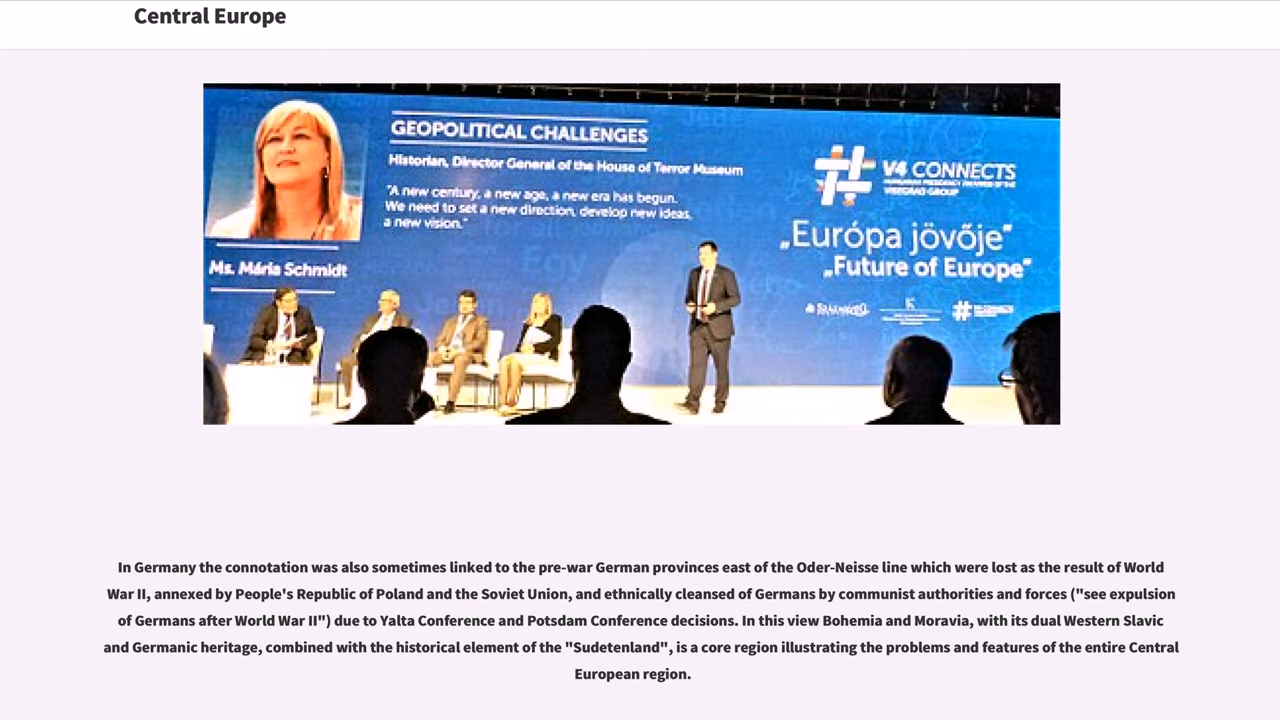 Central Europe
GEOPOLITICAL CHALLENGES
Historian, Director General of the House of Terror Museum
"A new century, a new age, a new era has begun.
We need to set a new direction, develop new ideas,
a new vision."
Ms. Mária Schmidt
V4 CONNECTS
HUNGARIAN PRESIDENCY
VISEGRAD GROUP
„Európa jövője"
„Future of Europe"
In Germany the connotation was also sometimes linked to the pre-war German provinces east of the Oder-Neisse line which were lost as the result of World
War II, annexed by People's Republic of Poland and the Soviet Union, and ethnically cleansed of Germans by communist authorities and forces ("see expulsion
of Germans after World War II") due to Yalta Conference and Potsdam Conference decisions. In this view Bohemia and Moravia, with its dual Western Slavic
and Germanic heritage, combined with the historical element of the "Sudetenland", is a core region illustrating the problems and features of the entire Central
European region.